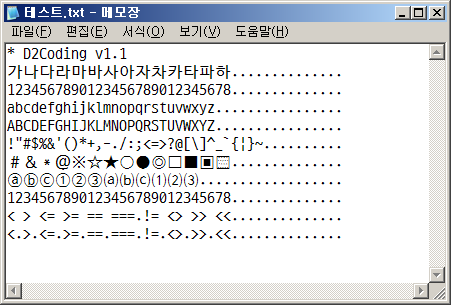 테스트.txt - 메모장
파일(F) 편집(E) 서식(O) 보기(V) 도움말(H)
* D2Coding v1.1
가나다라마바사아자차카타파하..............
1234567890123456789012345678..............
abcdefghijklmnopqrstuvwxyz................
ABCDEFGHIJKLMNOPQRSTUVWXYZ................
!"#$%&'()*+,-./:;<=>?@[\]^_`{¦}~..........
＃＆﹡＠※☆★○●◎□■▣▤..............
ⓐⓑⓒ①②③⒜⒝⒞⑴⑵⑶..................
1234567890123456789012345678..............
< > <= >= == ===.!= <> >> <<..............
<.>.<=.>=.==.===.!=.<>.>>.<<..............